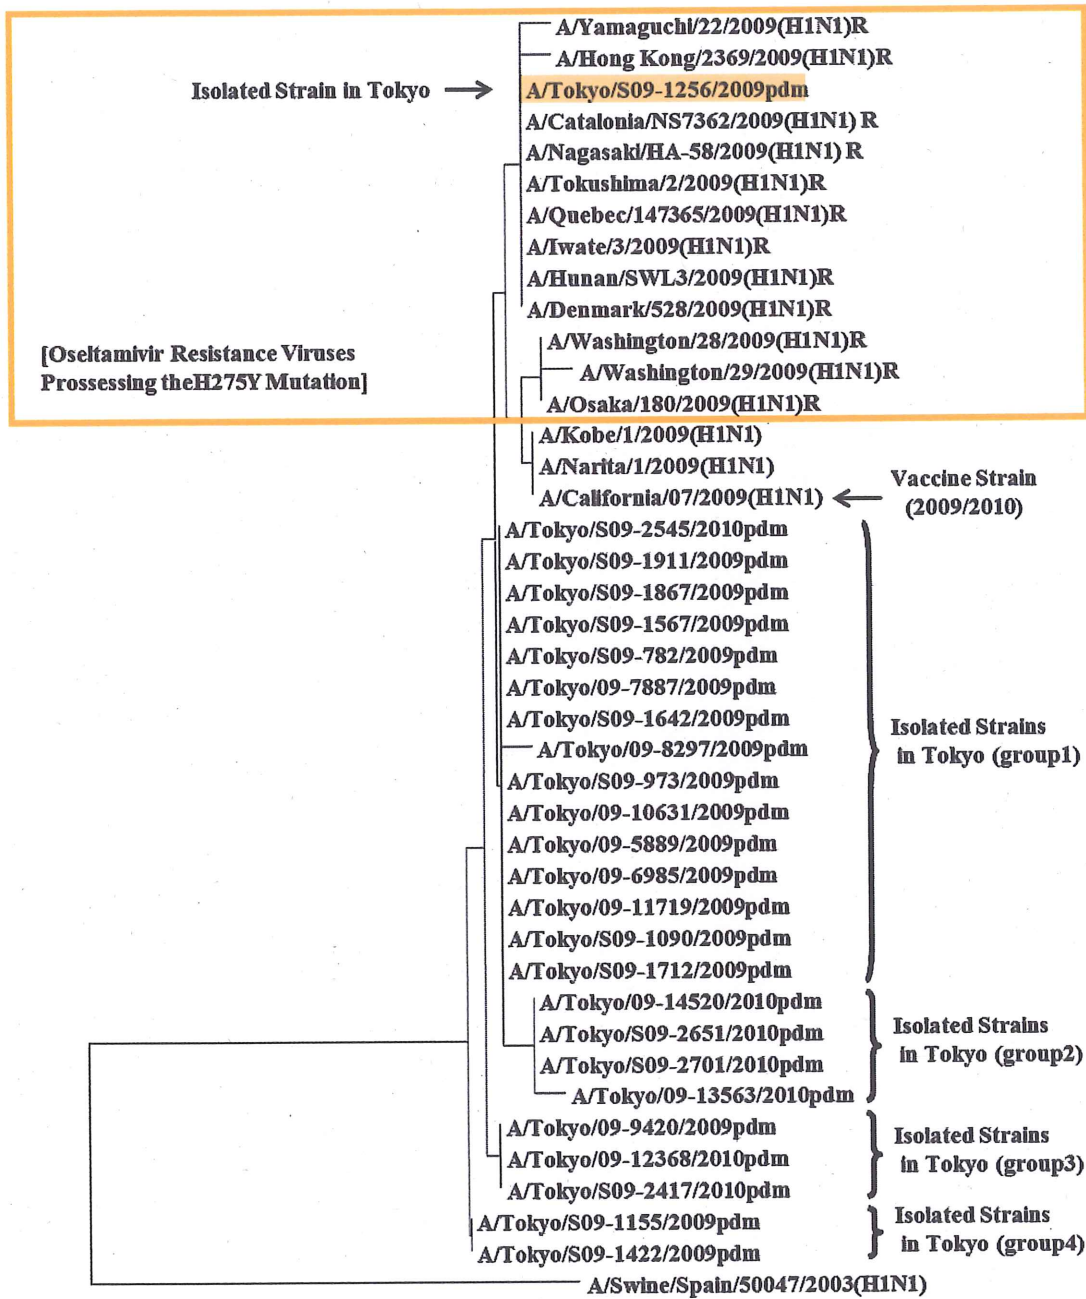 A/Yamaguchi/22/2009(H1N1)R
A/Hong Kong/2369/2009(H1N1)R
Isolated Strain in Tokyo → A/Tokyo/S09-1256/2009pdm
A/Catalonia/NS7362/2009(H1N1) R
A/Nagasaki/HA-58/2009(H1N1) R
A/Tokushima/2/2009(H1N1)R
A/Quebec/147365/2009(H1N1)R
A/Iwate/3/2009(H1N1)R
A/Hunan/SWL3/2009(H1N1)R
A/Denmark/528/2009(H1N1)R
A/Washington/28/2009(H1N1)R
A/Washington/29/2009(H1N1)R
A/Osaka/180/2009(H1N1)R
[Oseltamivir Resistance Viruses
Prossessing theH275Y Mutation]
A/Kobe/1/2009(H1N1)
A/Narita/1/2009(H1N1)
A/California/07/2009(H1N1) ← Vaccine Strain
(2009/2010)
A/Tokyo/S09-2545/2010pdm
A/Tokyo/S09-1911/2009pdm
A/Tokyo/S09-1867/2009pdm
A/Tokyo/S09-1567/2009pdm
A/Tokyo/S09-782/2009pdm
A/Tokyo/09-7887/2009pdm
A/Tokyo/S09-1642/2009pdm
A/Tokyo/09-8297/2009pdm
A/Tokyo/S09-973/2009pdm
A/Tokyo/09-10631/2009pdm
A/Tokyo/09-5889/2009pdm
A/Tokyo/09-6985/2009pdm
A/Tokyo/09-11719/2009pdm
A/Tokyo/S09-1090/2009pdm
A/Tokyo/S09-1712/2009pdm
Isolated Strains
in Tokyo (group1)
A/Tokyo/09-14520/2010pdm
A/Tokyo/S09-2651/2010pdm
A/Tokyo/S09-2701/2010pdm
A/Tokyo/09-13563/2010pdm
Isolated Strains
in Tokyo (group2)
A/Tokyo/09-9420/2009pdm
A/Tokyo/09-12368/2010pdm
A/Tokyo/S09-2417/2010pdm
Isolated Strains
in Tokyo (group3)
A/Tokyo/S09-1155/2009pdm
A/Tokyo/S09-1422/2009pdm
Isolated Strains
in Tokyo (group4)
A/Swine/Spain/50047/2003(H1N1)